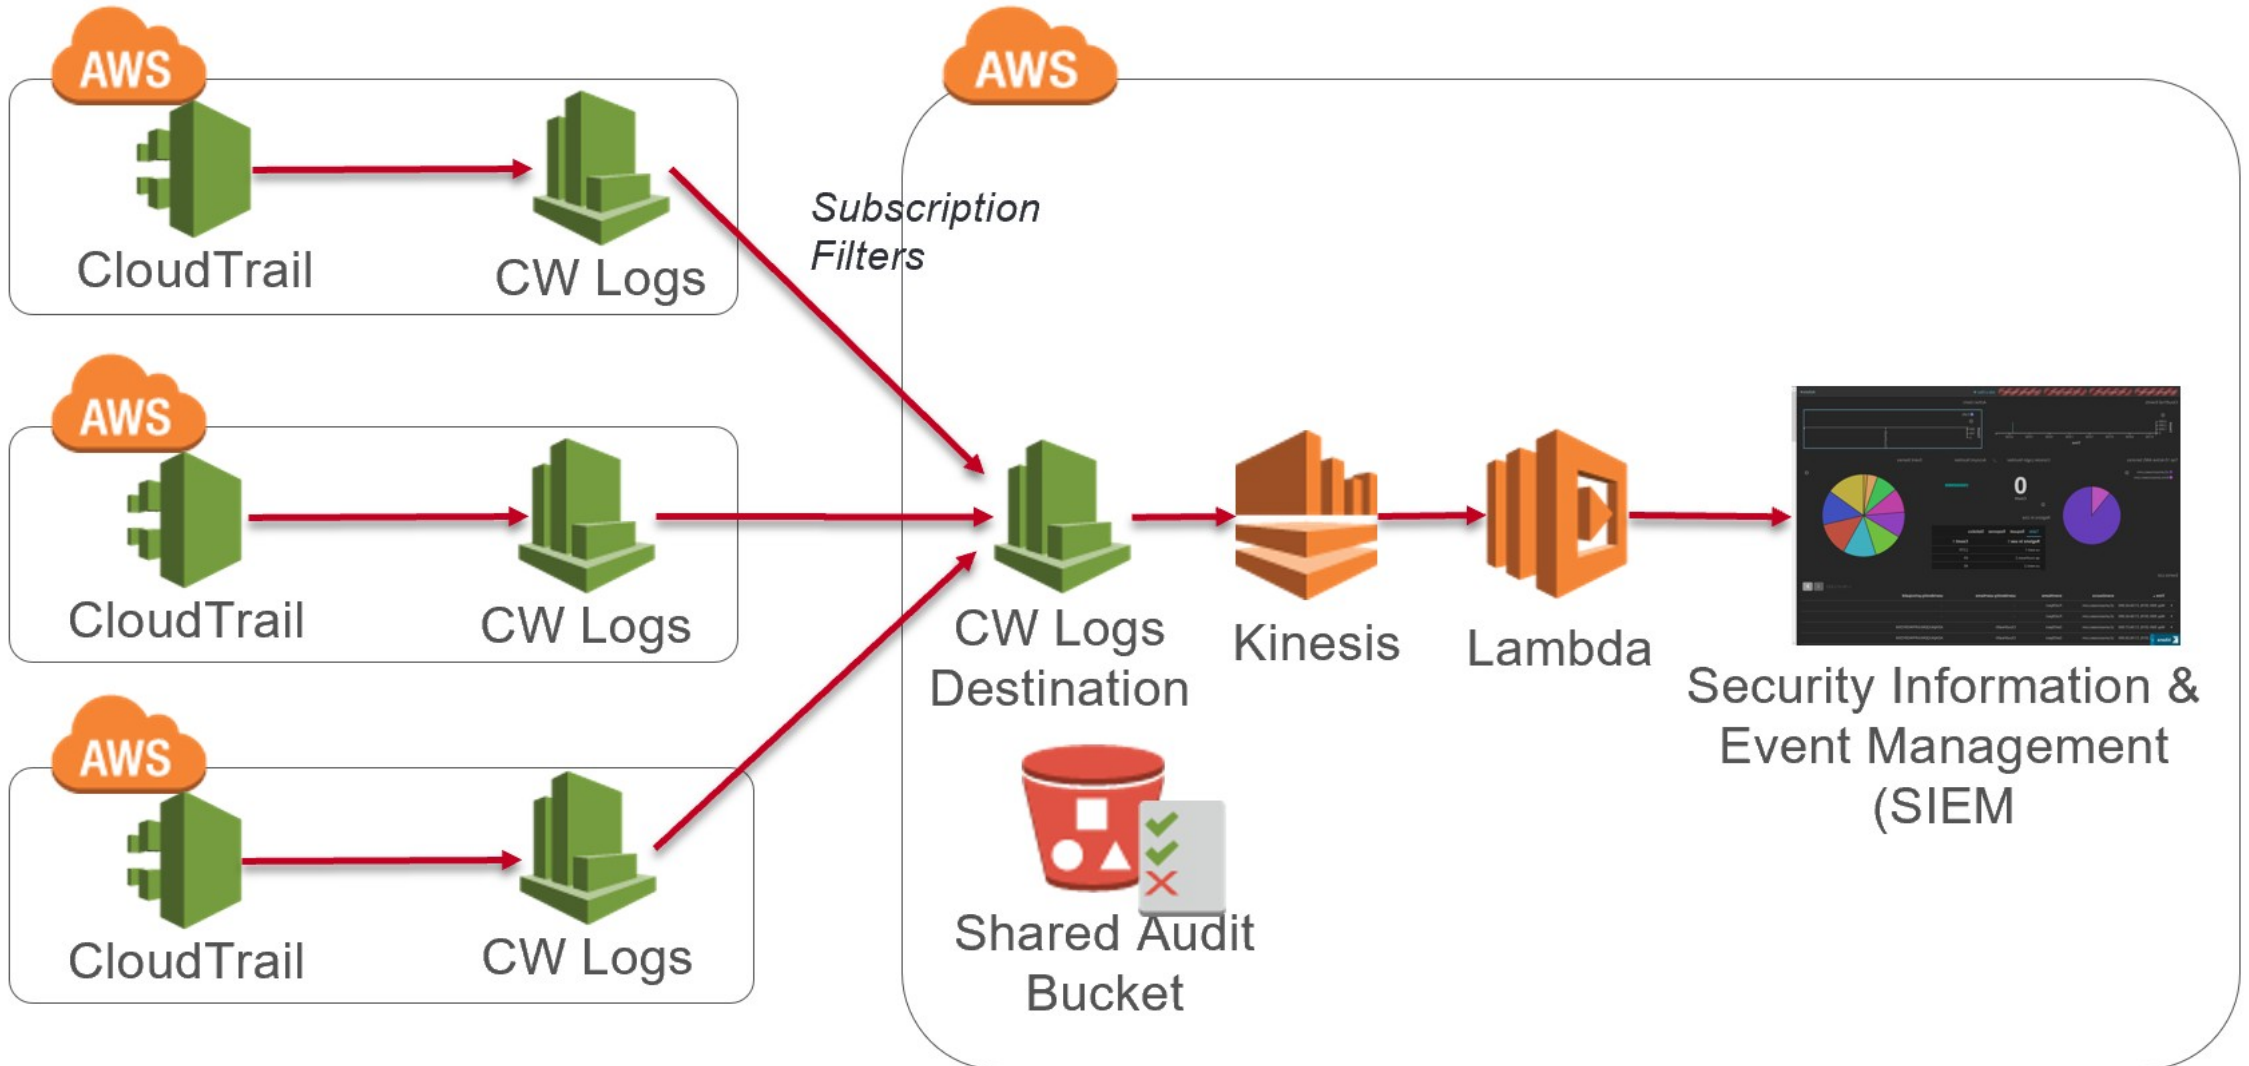 AWS
CloudTrail
CW Logs
AWS
CloudTrail
CW Logs
AWS
CloudTrail
CW Logs
Subscription
Filters
AWS
CW Logs
Destination
Kinesis
Lambda
0
Security Information &
Event Management
(SIEM
Shared Audit
Bucket